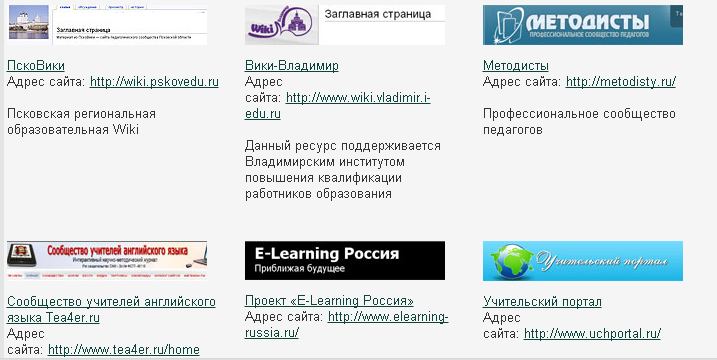 Заглавная страница
ПскоВики
Адрес сайта: http://wiki.pskovedu.ru
Псковская региональная
образовательная Wiki
Wiki
Заглавная страница
Вики-Владимир
Адрес
сайта: http://www.wiki.vladimir.i-
edu.ru
Данный ресурс поддерживается
Владимирским институтом
повышения квалификации
работников образования
МЕТОДИСТЫ
ПРОФЕССИОНАЛЬНОЕ СООБЩЕСТВО ПЕДАГОГОВ
Методисты
Адрес сайта: http://metodisty.ru/
Профессиональное сообщество
педагогов
Сообщество учителей английского языка
Интерактивный научно-методический журнал
Сообщество учителей английского
языка Tea4er.ru
Адрес
сайта: http://www.tea4er.ru/home
E-Learning Россия
Приближая будущее
Проект «E-Learning Россия»
Адрес сайта: http://www.elearning-
russia.ru/
Учительский портал
Учительский портал
Адрес
сайта: http://www.uchportal.ru/